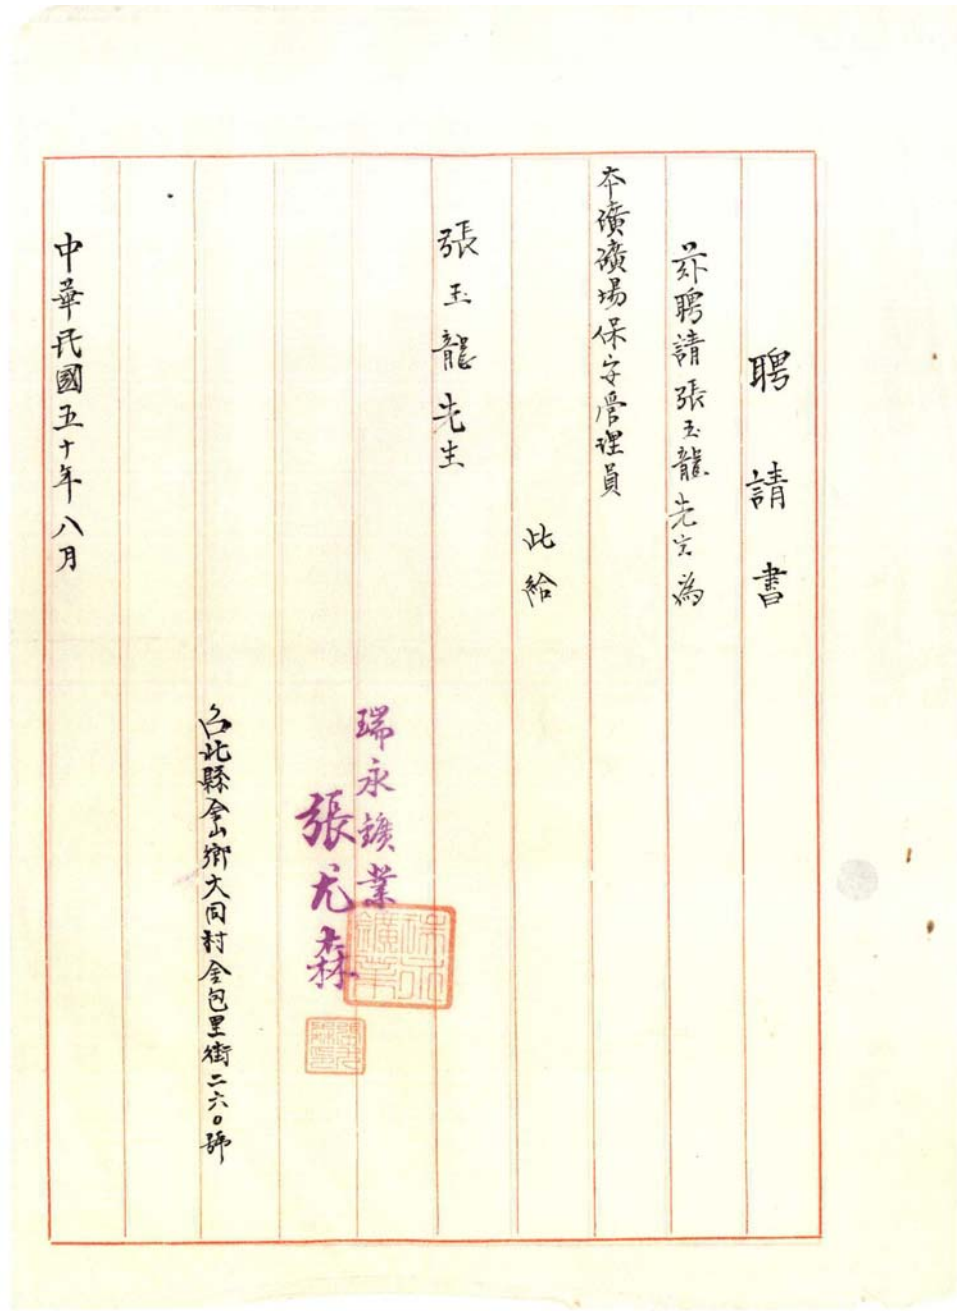 聘請書
茲聘請張玉龍先生為
本礦礦場保安管理員
此給
張玉龍先生
瑞永鑛業
張尤森
台北縣金山鄉大同村金包里街二六〇號
中華民國五十年八月